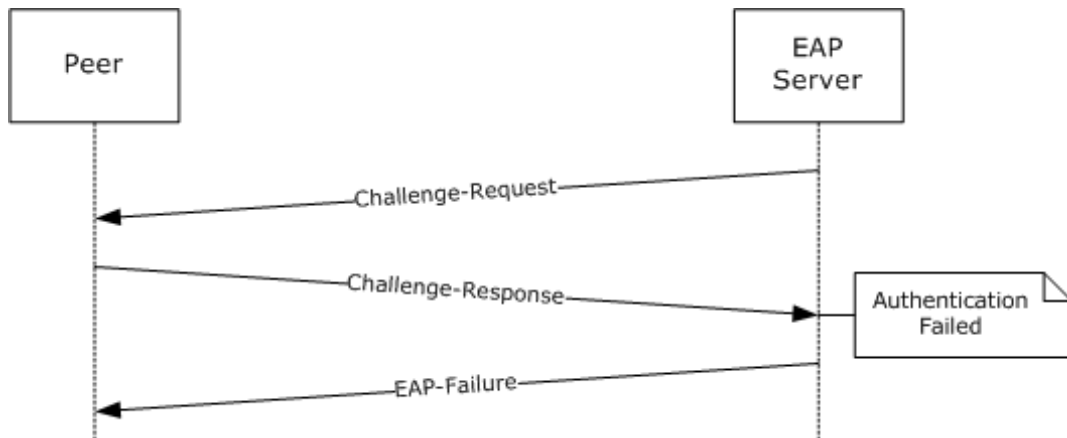 Peer
EAP
Server
Challenge-Request
Challenge-Response
Authentication
Failed
EAP-Failure